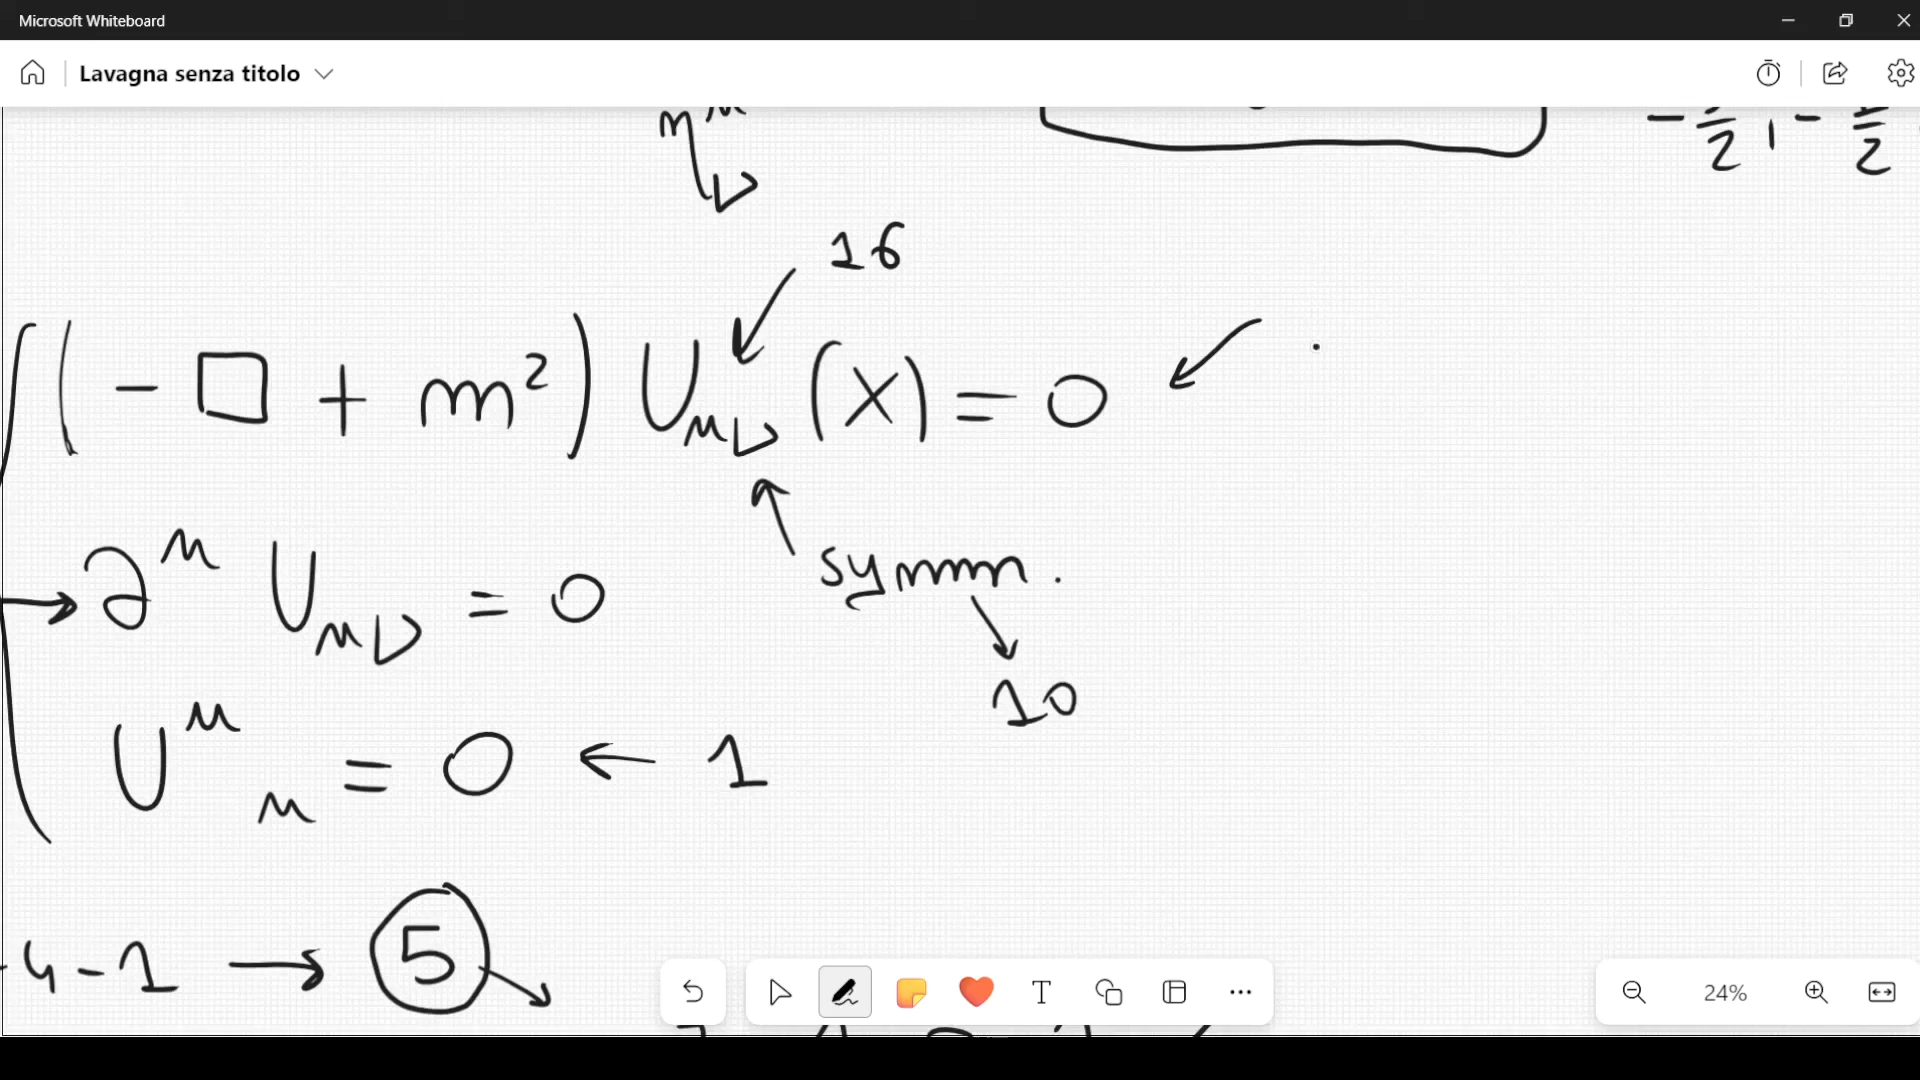 Microsoft Whiteboard
Lavagna senza titolo
η^μ_ν
16
(-□ + m²) U_μν (x) = 0
∂^μ U_μν = 0
symm.
10
U^μ_μ = 0 ← 1
-4-1 → 5
24%